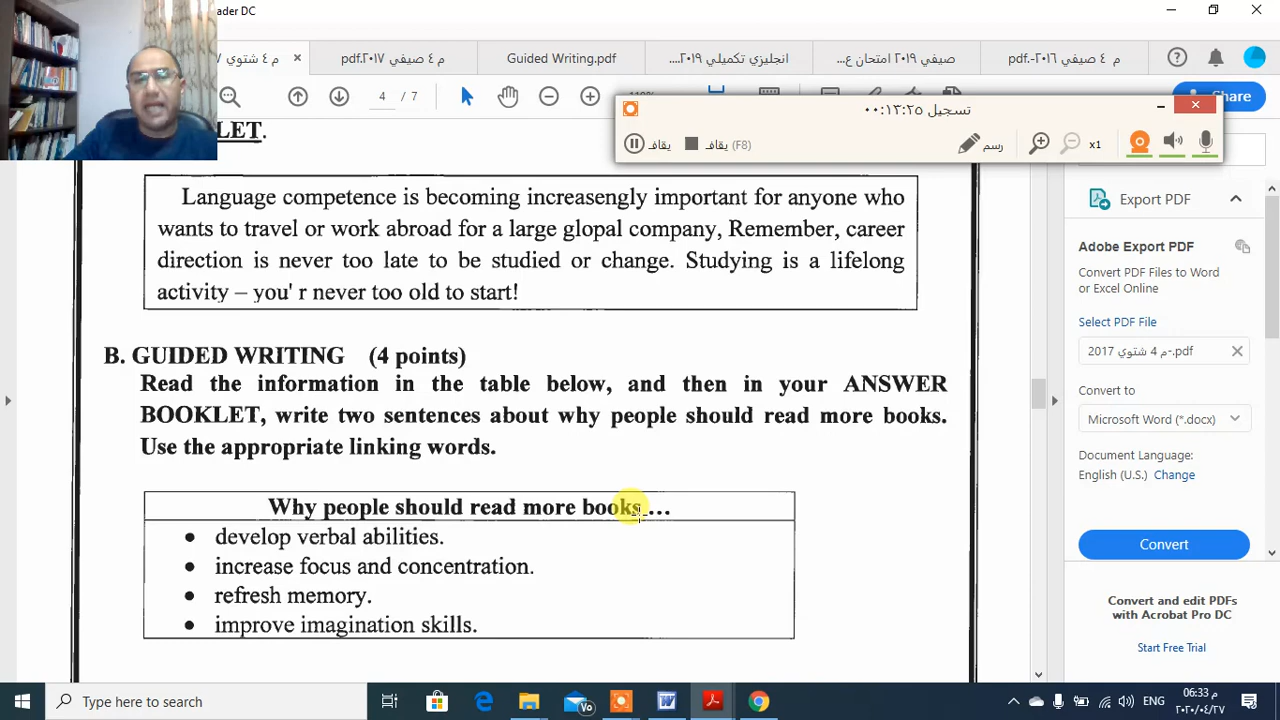 ader DC
م ٤ شتوي ٧
م ٤ صيفي ٢٠١٧.pdf
Guided Writing.pdf
انجليزي تكميلي ٢٠١٩....
صيفي ٢٠١٩ امتحان ع...
م ٤ صيفي ٢٠١٦-.pdf
4 / 7
Share
تسجيل ٠٠:١٣:٢٥
يقاف
يقاف (F8)
رسم
x1
LET.
Language competence is becoming increasengly important for anyone who
wants to travel or work abroad for a large glopal company, Remember, career
direction is never too late to be studied or change. Studying is a lifelong
activity – you' r never too old to start!
B. GUIDED WRITING (4 points)
Read the information in the table below, and then in your ANSWER
BOOKLET, write two sentences about why people should read more books.
Use the appropriate linking words.
Why people should read more books ...
• develop verbal abilities.
• increase focus and concentration.
• refresh memory.
• improve imagination skills.
Export PDF
Adobe Export PDF
Convert PDF Files to Word
or Excel Online
Select PDF File
م 4 شتوي 2017-.pdf
Convert to
Microsoft Word (*.docx)
Document Language:
English (U.S.) Change
Convert
Convert and edit PDFs
with Acrobat Pro DC
Start Free Trial
Type here to search
ENG
م 06:33
٢٠٢٠/٠٤/٢٧